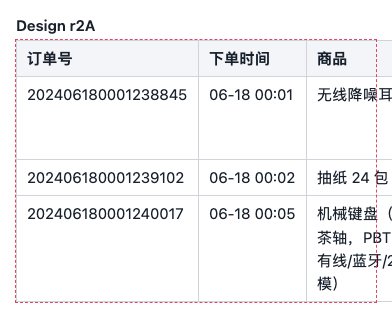 Design r2A
订单号 下单时间 商品
202406180001238845 06-18 00:01 无线降噪耳
202406180001239102 06-18 00:02 抽纸 24 包
202406180001240017 06-18 00:05 机械键盘（
茶轴，PBT
有线/蓝牙/2
模）